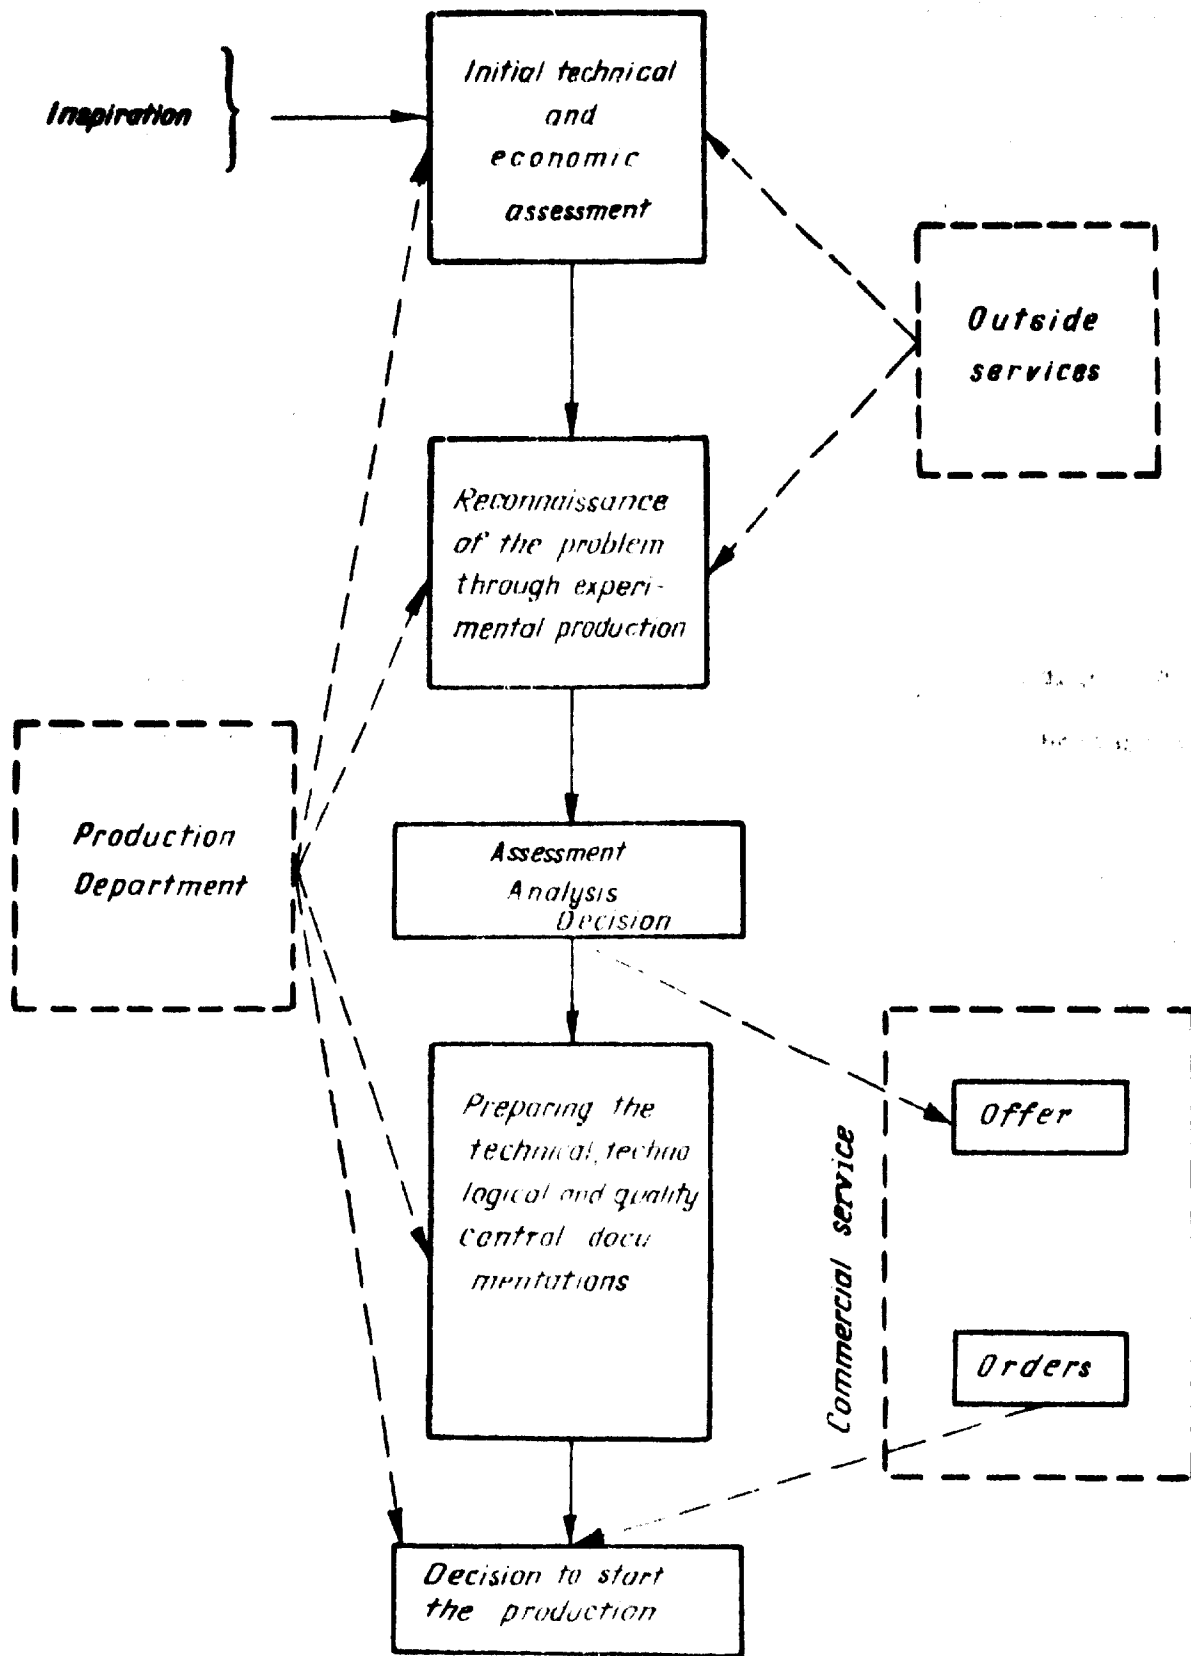 Inspiration
Initial technical
and
economic
assessment
Outside
services
Reconnaissance
of the problem
through experi-
mental production
Production
Department
Assessment
Analysis
Decision
Preparing the
technical, techno
logical and quality
control docu
mentations
Commercial service
Offer
Orders
Decision to start
the production